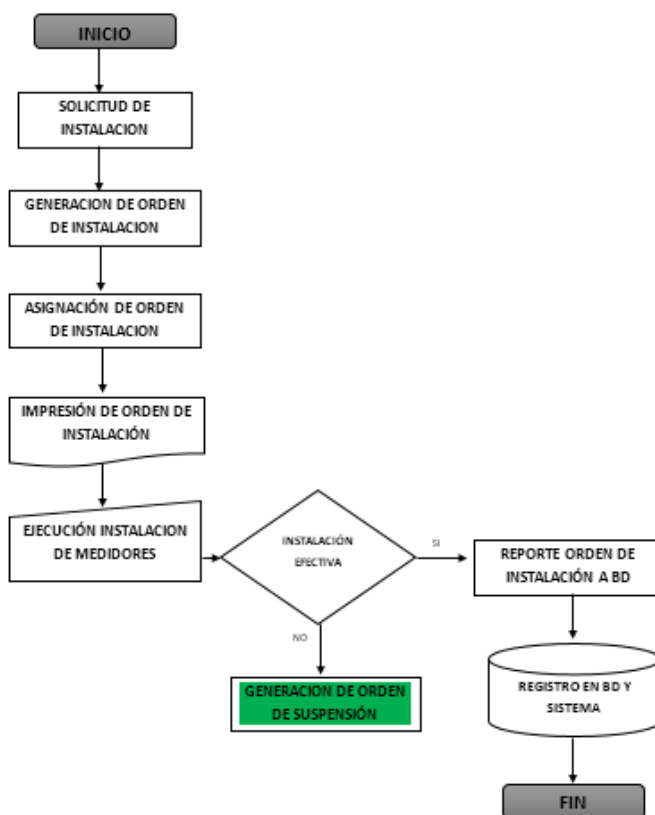 INICIO
SOLICITUD DE
INSTALACION
GENERACION DE ORDEN
DE INSTALACION
ASIGNACIÓN DE ORDEN
DE INSTALACION
IMPRESIÓN DE ORDEN DE
INSTALACIÓN
EJECUCIÓN INSTALACION
DE MEDIDORES
INSTALACIÓN
EFECTIVA
SI
REPORTE ORDEN DE
INSTALACIÓN A BD
NO
GENERACION DE ORDEN
DE SUSPENSIÓN
REGISTRO EN BD Y
SISTEMA
FIN